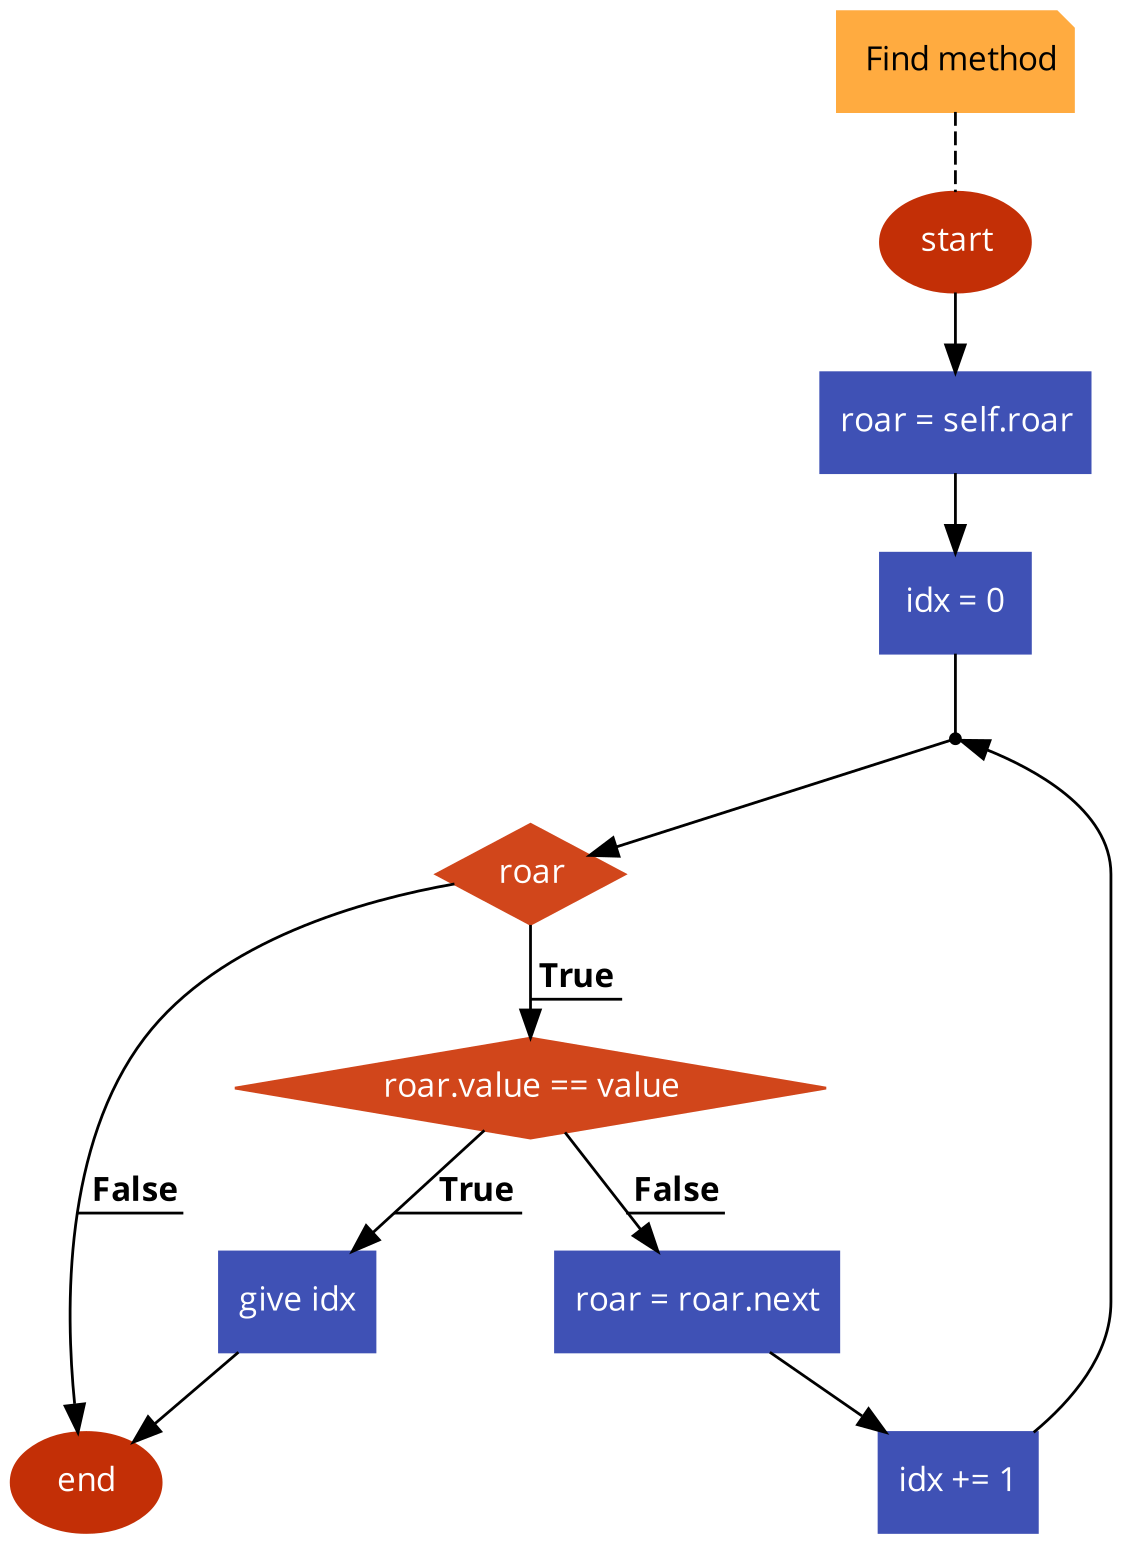 Find method
start
roar = self.roar
idx = 0
roar
True
roar.value == value
False
True
False
give idx
roar = roar.next
end
idx += 1